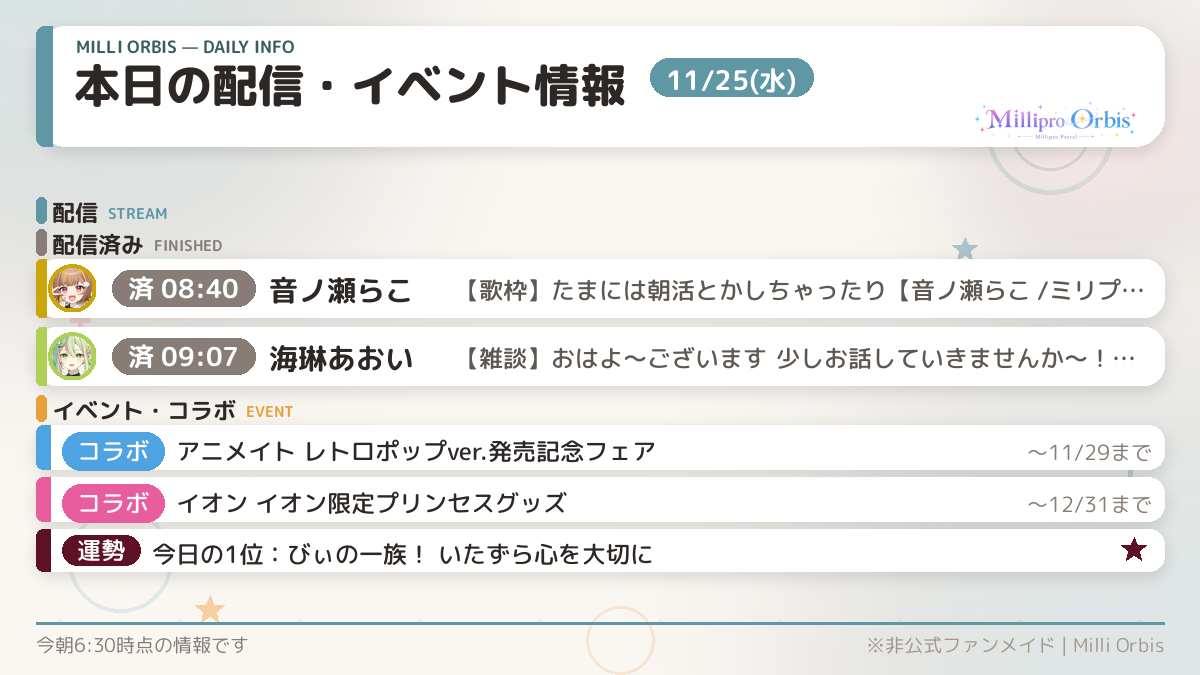 MILLI ORBIS — DAILY INFO
本日の配信・イベント情報 11/25(水)
Millipro Orbis
Millipro Portal
配信 STREAM
配信済み FINISHED
済 08:40 音ノ瀬らこ 【歌枠】たまには朝活とかしちゃったり【音ノ瀬らこ /ミリプ…
済 09:07 海琳あおい 【雑談】おはよ〜ございます 少しお話していきませんか〜！…
イベント・コラボ EVENT
コラボ アニメイト レトロポップver.発売記念フェア 〜11/29まで
コラボ イオン イオン限定プリンセスグッズ 〜12/31まで
運勢 今日の1位：びぃの一族！ いたずら心を大切に
今朝6:30時点の情報です ※非公式ファンメイド | Milli Orbis